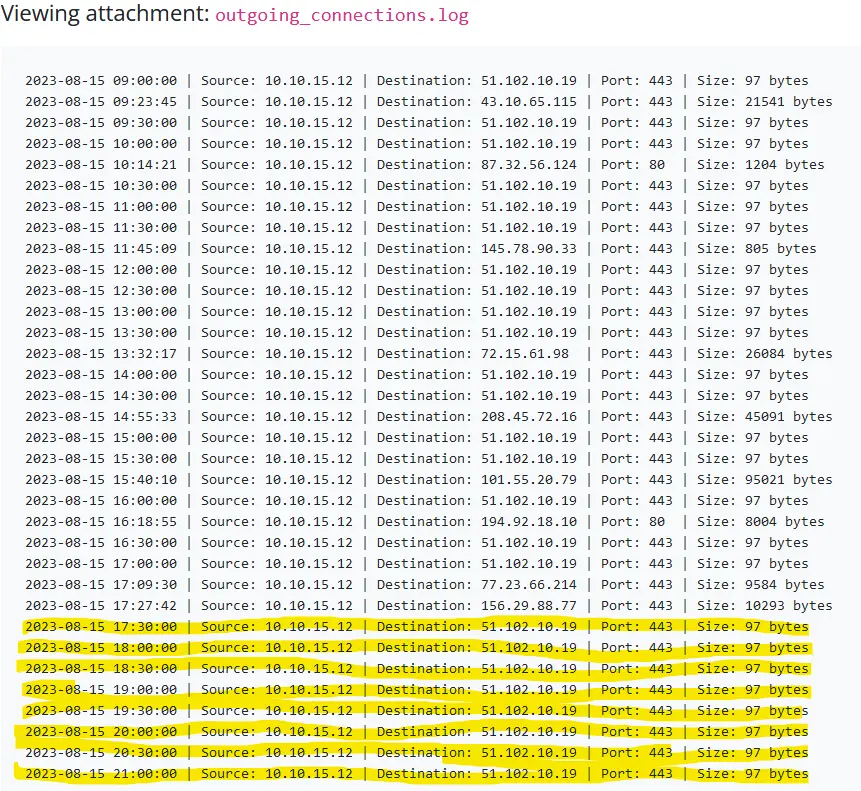 Viewing attachment: outgoing_connections.log
2023-08-15 09:00:00 | Source: 10.10.15.12 | Destination: 51.102.10.19 | Port: 443 | Size: 97 bytes
2023-08-15 09:23:45 | Source: 10.10.15.12 | Destination: 43.10.65.115 | Port: 443 | Size: 21541 bytes
2023-08-15 09:30:00 | Source: 10.10.15.12 | Destination: 51.102.10.19 | Port: 443 | Size: 97 bytes
2023-08-15 10:00:00 | Source: 10.10.15.12 | Destination: 51.102.10.19 | Port: 443 | Size: 97 bytes
2023-08-15 10:14:21 | Source: 10.10.15.12 | Destination: 87.32.56.124 | Port: 80  | Size: 1204 bytes
2023-08-15 10:30:00 | Source: 10.10.15.12 | Destination: 51.102.10.19 | Port: 443 | Size: 97 bytes
2023-08-15 11:00:00 | Source: 10.10.15.12 | Destination: 51.102.10.19 | Port: 443 | Size: 97 bytes
2023-08-15 11:30:00 | Source: 10.10.15.12 | Destination: 51.102.10.19 | Port: 443 | Size: 97 bytes
2023-08-15 11:45:09 | Source: 10.10.15.12 | Destination: 145.78.90.33 | Port: 443 | Size: 805 bytes
2023-08-15 12:00:00 | Source: 10.10.15.12 | Destination: 51.102.10.19 | Port: 443 | Size: 97 bytes
2023-08-15 12:30:00 | Source: 10.10.15.12 | Destination: 51.102.10.19 | Port: 443 | Size: 97 bytes
2023-08-15 13:00:00 | Source: 10.10.15.12 | Destination: 51.102.10.19 | Port: 443 | Size: 97 bytes
2023-08-15 13:30:00 | Source: 10.10.15.12 | Destination: 51.102.10.19 | Port: 443 | Size: 97 bytes
2023-08-15 13:32:17 | Source: 10.10.15.12 | Destination: 72.15.61.98  | Port: 443 | Size: 26084 bytes
2023-08-15 14:00:00 | Source: 10.10.15.12 | Destination: 51.102.10.19 | Port: 443 | Size: 97 bytes
2023-08-15 14:30:00 | Source: 10.10.15.12 | Destination: 51.102.10.19 | Port: 443 | Size: 97 bytes
2023-08-15 14:55:33 | Source: 10.10.15.12 | Destination: 208.45.72.16 | Port: 443 | Size: 45091 bytes
2023-08-15 15:00:00 | Source: 10.10.15.12 | Destination: 51.102.10.19 | Port: 443 | Size: 97 bytes
2023-08-15 15:30:00 | Source: 10.10.15.12 | Destination: 51.102.10.19 | Port: 443 | Size: 97 bytes
2023-08-15 15:40:10 | Source: 10.10.15.12 | Destination: 101.55.20.79 | Port: 443 | Size: 95021 bytes
2023-08-15 16:00:00 | Source: 10.10.15.12 | Destination: 51.102.10.19 | Port: 443 | Size: 97 bytes
2023-08-15 16:18:55 | Source: 10.10.15.12 | Destination: 194.92.18.10 | Port: 80  | Size: 8004 bytes
2023-08-15 16:30:00 | Source: 10.10.15.12 | Destination: 51.102.10.19 | Port: 443 | Size: 97 bytes
2023-08-15 17:00:00 | Source: 10.10.15.12 | Destination: 51.102.10.19 | Port: 443 | Size: 97 bytes
2023-08-15 17:09:30 | Source: 10.10.15.12 | Destination: 77.23.66.214 | Port: 443 | Size: 9584 bytes
2023-08-15 17:27:42 | Source: 10.10.15.12 | Destination: 156.29.88.77 | Port: 443 | Size: 10293 bytes
2023-08-15 17:30:00 | Source: 10.10.15.12 | Destination: 51.102.10.19 | Port: 443 | Size: 97 bytes
2023-08-15 18:00:00 | Source: 10.10.15.12 | Destination: 51.102.10.19 | Port: 443 | Size: 97 bytes
2023-08-15 18:30:00 | Source: 10.10.15.12 | Destination: 51.102.10.19 | Port: 443 | Size: 97 bytes
2023-08-15 19:00:00 | Source: 10.10.15.12 | Destination: 51.102.10.19 | Port: 443 | Size: 97 bytes
2023-08-15 19:30:00 | Source: 10.10.15.12 | Destination: 51.102.10.19 | Port: 443 | Size: 97 bytes
2023-08-15 20:00:00 | Source: 10.10.15.12 | Destination: 51.102.10.19 | Port: 443 | Size: 97 bytes
2023-08-15 20:30:00 | Source: 10.10.15.12 | Destination: 51.102.10.19 | Port: 443 | Size: 97 bytes
2023-08-15 21:00:00 | Source: 10.10.15.12 | Destination: 51.102.10.19 | Port: 443 | Size: 97 bytes